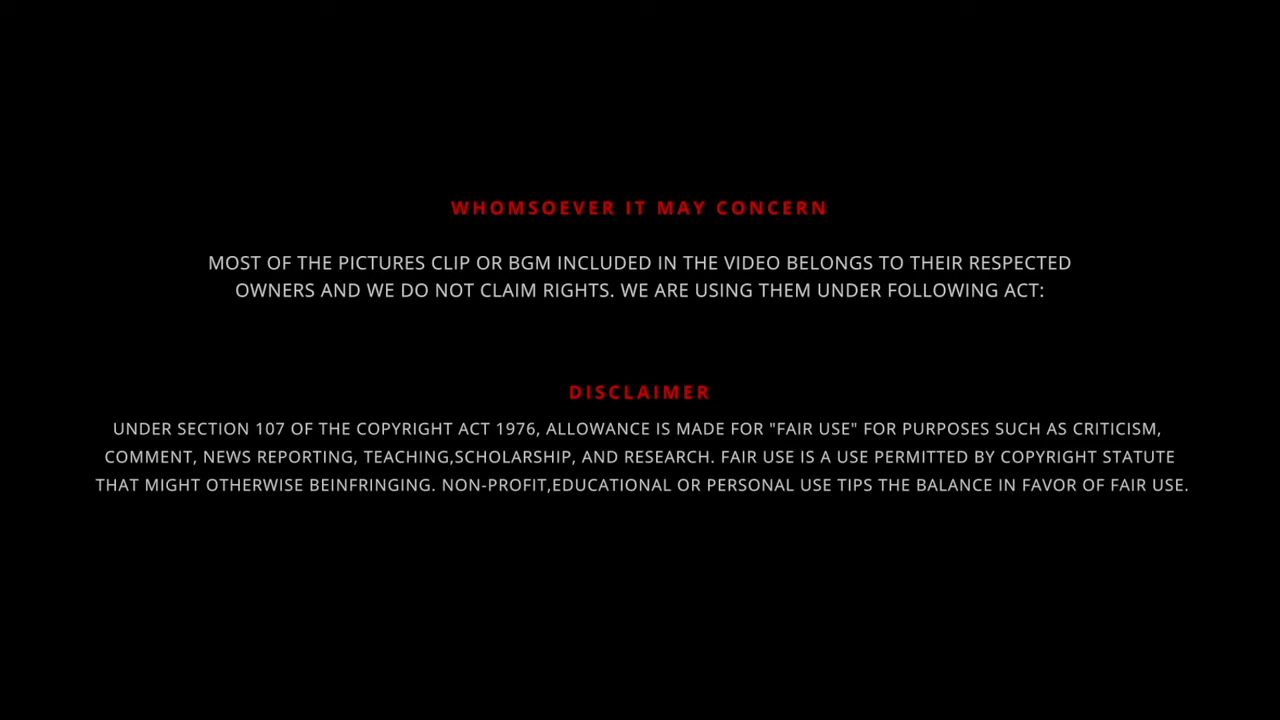 WHOMSOEVER IT MAY CONCERN
MOST OF THE PICTURES CLIP OR BGM INCLUDED IN THE VIDEO BELONGS TO THEIR RESPECTED
OWNERS AND WE DO NOT CLAIM RIGHTS. WE ARE USING THEM UNDER FOLLOWING ACT:
DISCLAIMER
UNDER SECTION 107 OF THE COPYRIGHT ACT 1976, ALLOWANCE IS MADE FOR "FAIR USE" FOR PURPOSES SUCH AS CRITICISM,
COMMENT, NEWS REPORTING, TEACHING,SCHOLARSHIP, AND RESEARCH. FAIR USE IS A USE PERMITTED BY COPYRIGHT STATUTE
THAT MIGHT OTHERWISE BEINFRINGING. NON-PROFIT,EDUCATIONAL OR PERSONAL USE TIPS THE BALANCE IN FAVOR OF FAIR USE.